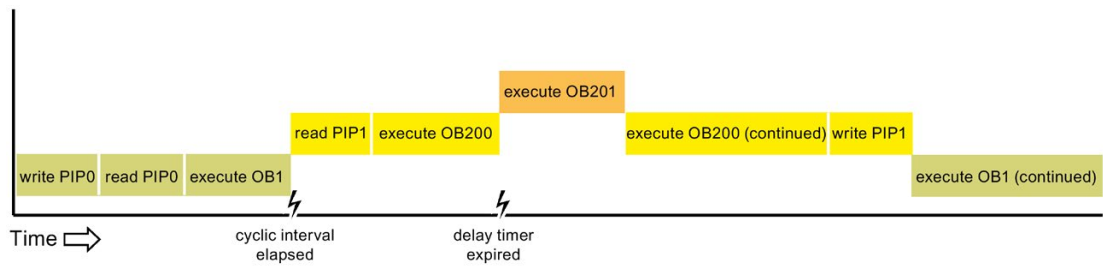 execute OB201
read PIP1
execute OB200
execute OB200 (continued)
write PIP1
write PIP0
read PIP0
execute OB1
execute OB1 (continued)
Time
cyclic interval
elapsed
delay timer
expired